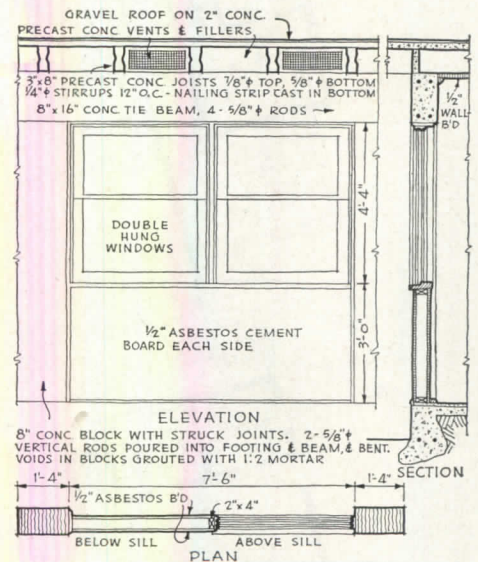 GRAVEL ROOF ON 2" CONC.
PRECAST CONC VENTS & FILLERS
2 3"x8" PRECAST CONC. JOISTS 7/8"φ TOP, 5/8"φ BOTTOM
1/4"φ STIRRUPS 12" O.C.- NAILING STRIP CAST IN BOTTOM
8"x 16" CONC. TIE BEAM, 4 - 5/8"φ RODS
1/2"
WALL
B'D
DOUBLE
HUNG
WINDOWS
4'-4"
1/2" ASBESTOS CEMENT
BOARD EACH SIDE
3'-0"
ELEVATION
8" CONC. BLOCK WITH STRUCK JOINTS. 2-5/8"φ
VERTICAL RODS POURED INTO FOOTING & BEAM, & BENT.
VOIDS IN BLOCKS GROUTED WITH 1:2 MORTAR
SECTION
1'-4"
7'-6"
1'-4"
1/2" ASBESTOS B'D
2"x 4"
BELOW SILL
ABOVE SILL
PLAN